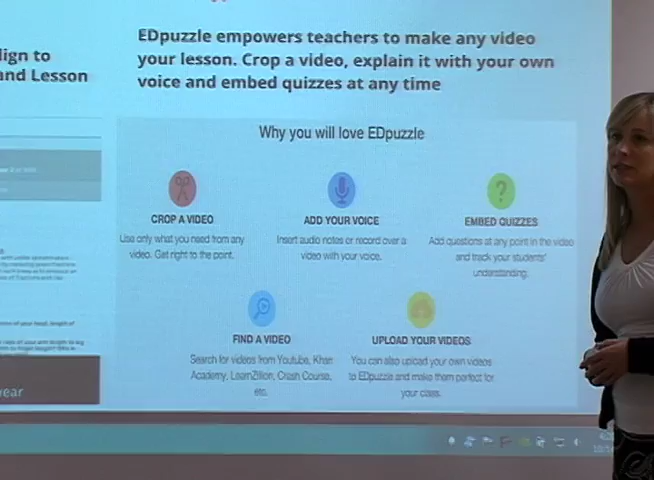 EDpuzzle empowers teachers to make any video
your lesson. Crop a video, explain it with your own
voice and embed quizzes at any time
lign to
and Lesson
Why you will love EDpuzzle
CROP A VIDEO
Use only what you need from any
video. Get right to the point.
ADD YOUR VOICE
Insert audio notes or record over a
video with your voice.
EMBED QUIZZES
Add questions at any point in the video
and track your students'
understanding.
FIND A VIDEO
Search for videos from Youtube, Khan
Academy, LearnZillion, Crash Course,
etc.
UPLOAD YOUR VIDEOS
You can also upload your own videos
to EDpuzzle and make them perfect for
your class.
year